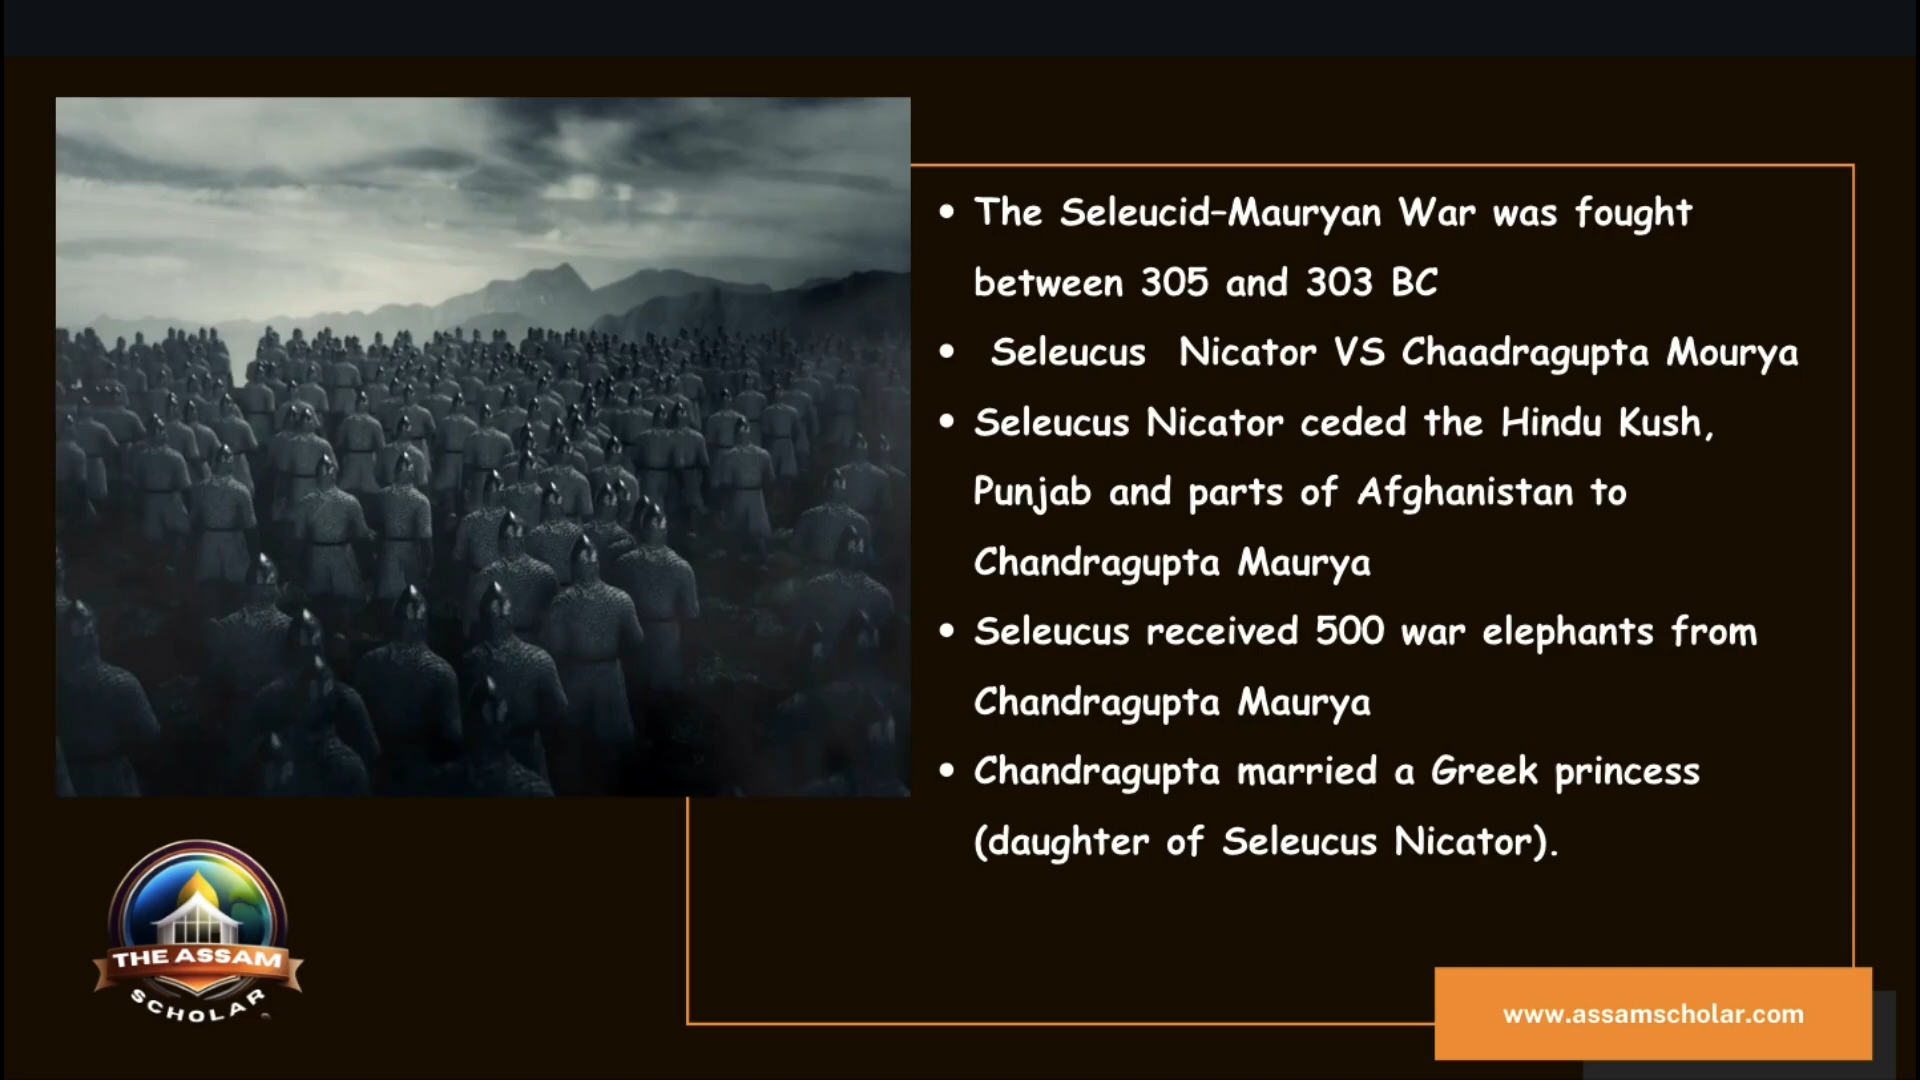 • The Seleucid–Mauryan War was fought
between 305 and 303 BC
• Seleucus Nicator VS Chaadragupta Mourya
• Seleucus Nicator ceded the Hindu Kush,
Punjab and parts of Afghanistan to
Chandragupta Maurya
• Seleucus received 500 war elephants from
Chandragupta Maurya
• Chandragupta married a Greek princess
(daughter of Seleucus Nicator).
THE ASSAM
SCHOLAR
www.assamscholar.com